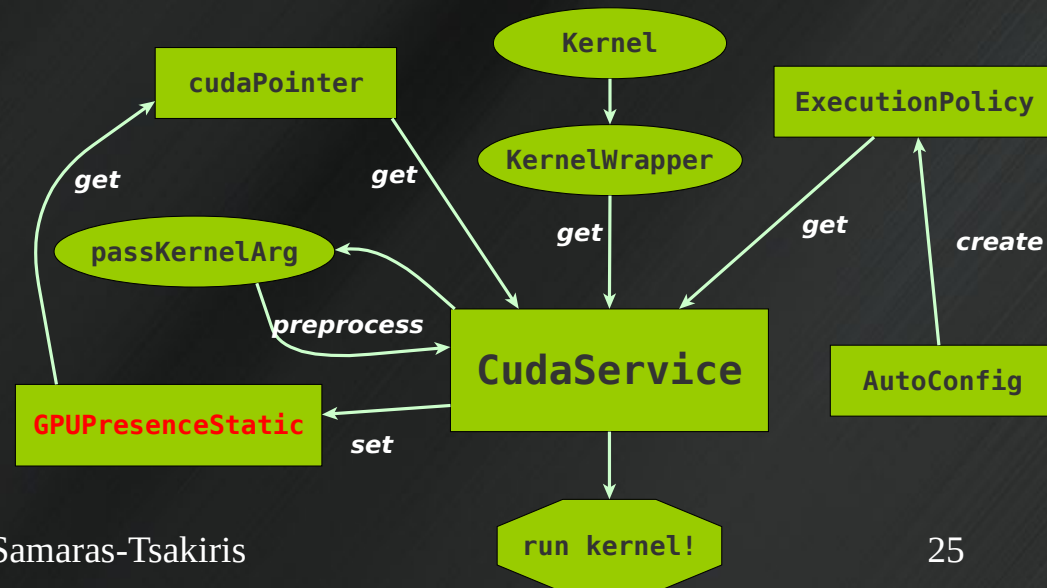 Kernel
cudaPointer
ExecutionPolicy
KernelWrapper
get
get
get
get
create
passKernelArg
preprocess
CudaService
AutoConfig
GPUPresenceStatic
set
run kernel!
Samaras-Tsakiris
25